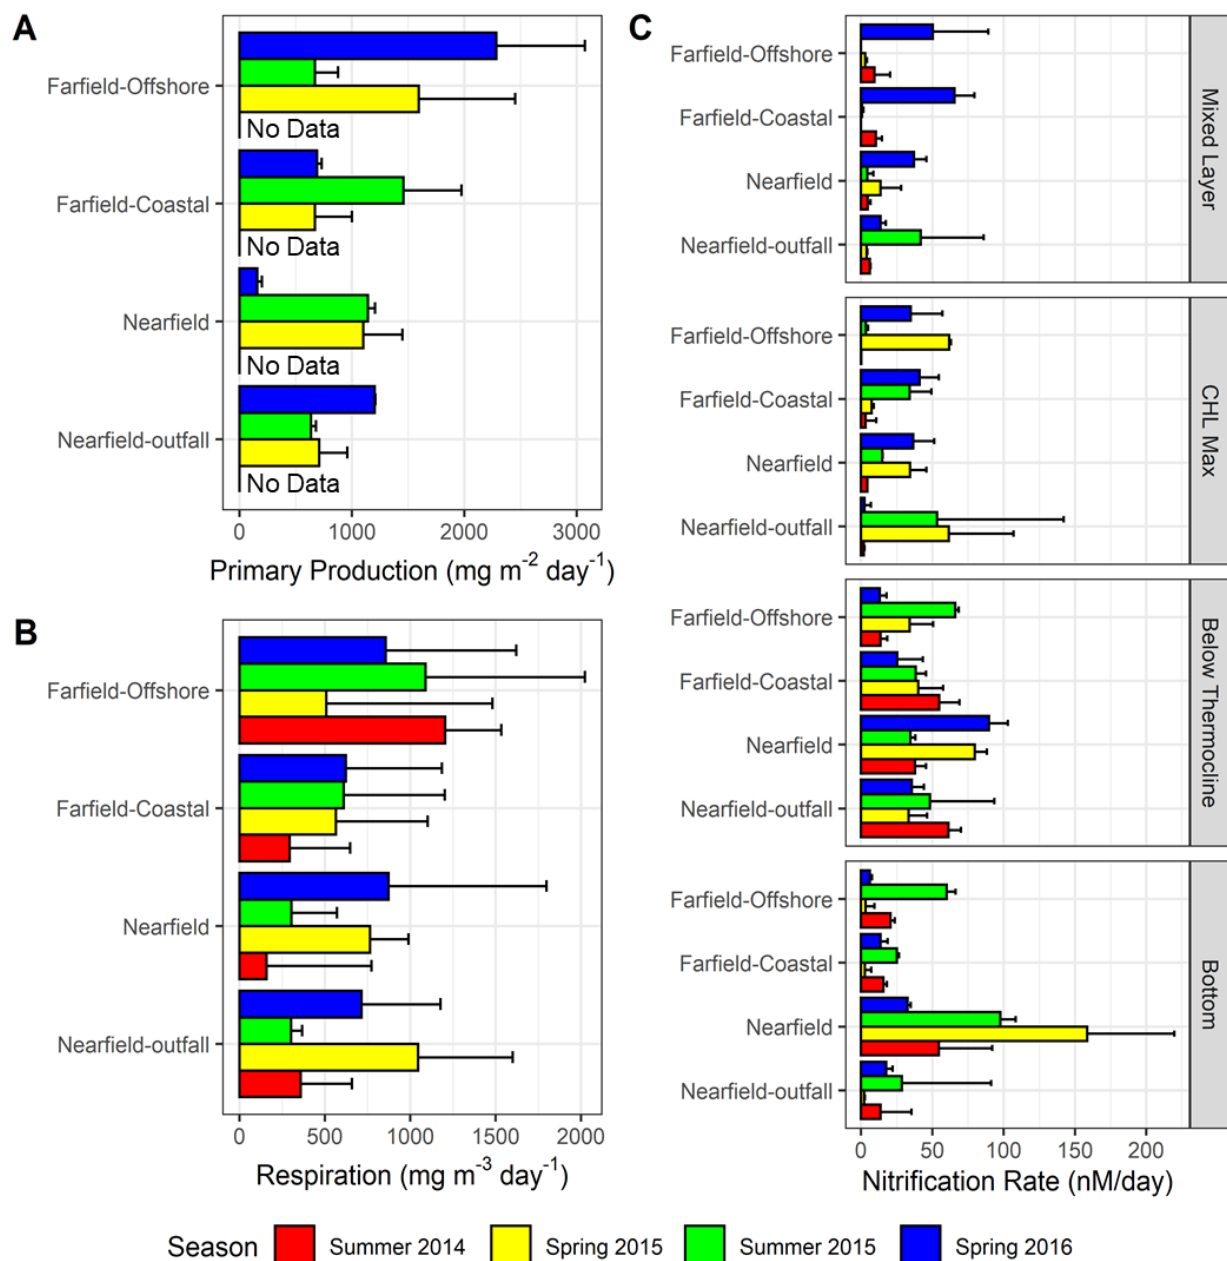 A
Farfield-Offshore
No Data
Farfield-Coastal
No Data
Nearfield
No Data
Nearfield-outfall
No Data
0 1000 2000 3000
Primary Production (mg m⁻² day⁻¹)
B
Farfield-Offshore
Farfield-Coastal
Nearfield
Nearfield-outfall
0 500 1000 1500 2000
Respiration (mg m⁻³ day⁻¹)
C
Farfield-Offshore
Farfield-Coastal
Nearfield
Nearfield-outfall
Mixed Layer
Farfield-Offshore
Farfield-Coastal
Nearfield
Nearfield-outfall
CHL Max
Farfield-Offshore
Farfield-Coastal
Nearfield
Nearfield-outfall
Below Thermocline
Farfield-Offshore
Farfield-Coastal
Nearfield
Nearfield-outfall
Bottom
0 50 100 150 200
Nitrification Rate (nM/day)
Season Summer 2014 Spring 2015 Summer 2015 Spring 2016